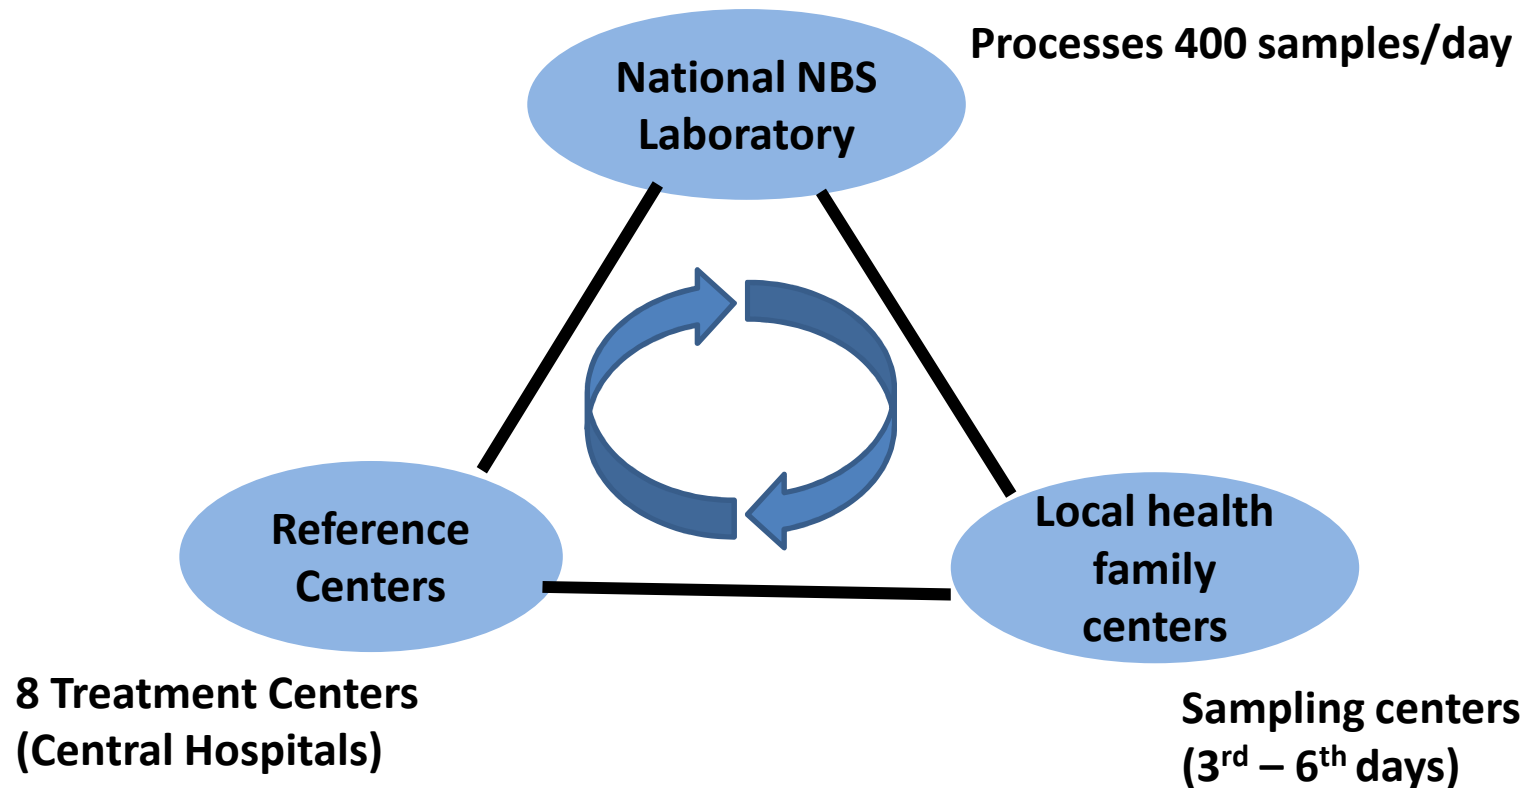 National NBS
Laboratory
Processes 400 samples/day
Reference
Centers
Local health
family
centers
8 Treatment Centers
(Central Hospitals)
Sampling centers
(3rd – 6th days)